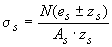 σₛ = N(eₛ ± zₛ) / Aₛ · zₛ